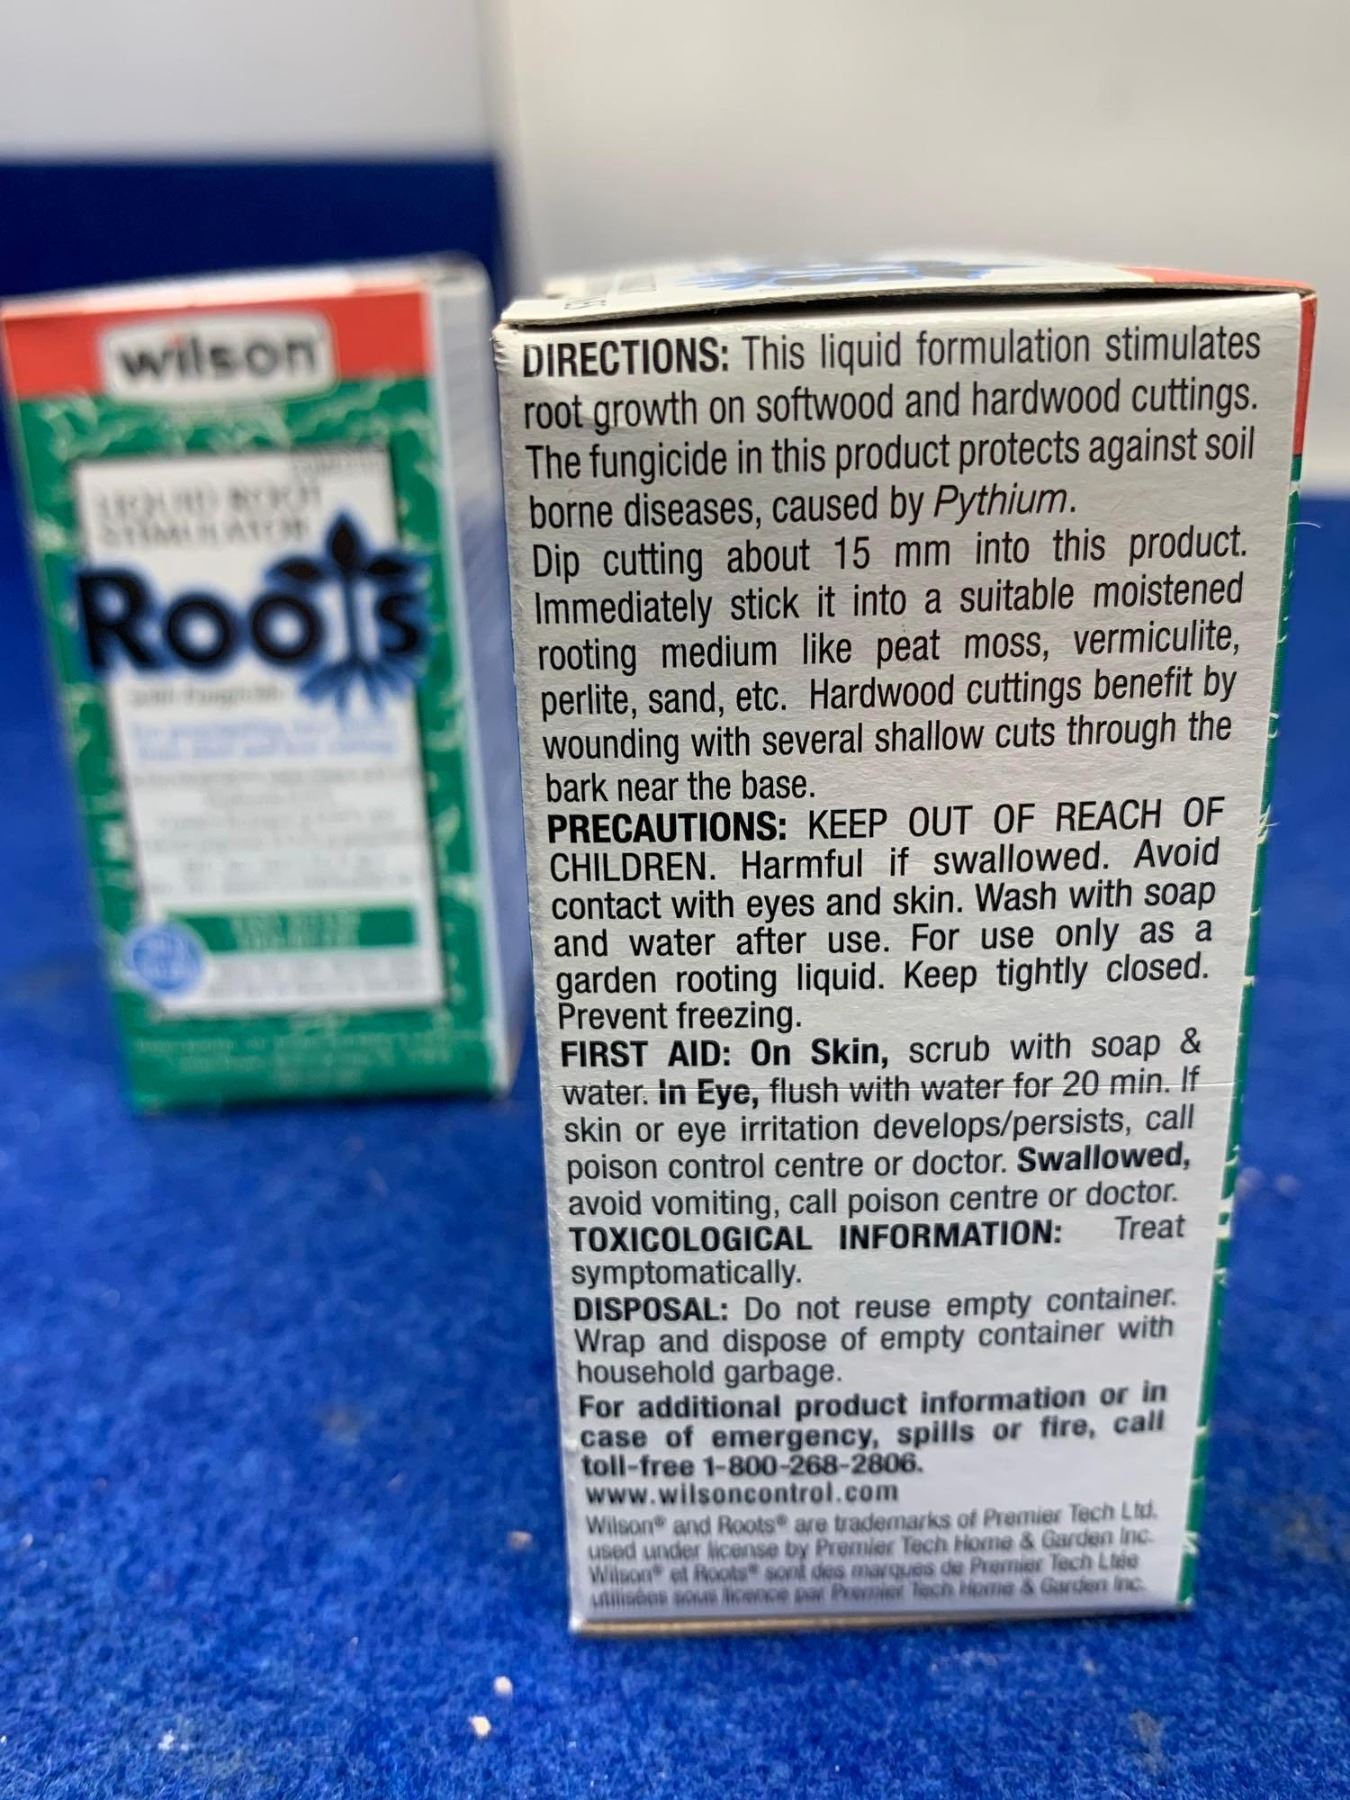 wilson
LIQUID ROOT
STIMULATOR
Roots
with Fungicide
DIRECTIONS: This liquid formulation stimulates
root growth on softwood and hardwood cuttings.
The fungicide in this product protects against soil
borne diseases, caused by Pythium.
Dip cutting about 15 mm into this product.
Immediately stick it into a suitable moistened
rooting medium like peat moss, vermiculite,
perlite, sand, etc. Hardwood cuttings benefit by
wounding with several shallow cuts through the
bark near the base.
PRECAUTIONS: KEEP OUT OF REACH OF
CHILDREN. Harmful if swallowed. Avoid
contact with eyes and skin. Wash with soap
and water after use. For use only as a
garden rooting liquid. Keep tightly closed.
Prevent freezing.
FIRST AID: On Skin, scrub with soap &
water. In Eye, flush with water for 20 min. If
skin or eye irritation develops/persists, call
poison control centre or doctor. Swallowed,
avoid vomiting, call poison centre or doctor.
TOXICOLOGICAL INFORMATION: Treat
symptomatically.
DISPOSAL: Do not reuse empty container.
Wrap and dispose of empty container with
household garbage.
For additional product information or in
case of emergency, spills or fire, call
toll-free 1-800-268-2806.
www.wilsoncontrol.com
Wilson® and Roots® are trademarks of Premier Tech Ltd.
used under license by Premier Tech Home & Garden Inc.
Wilson® et Roots® sont des marques de Premier Tech Ltée
utilisées sous licence par Premier Tech Home & Garden Inc.